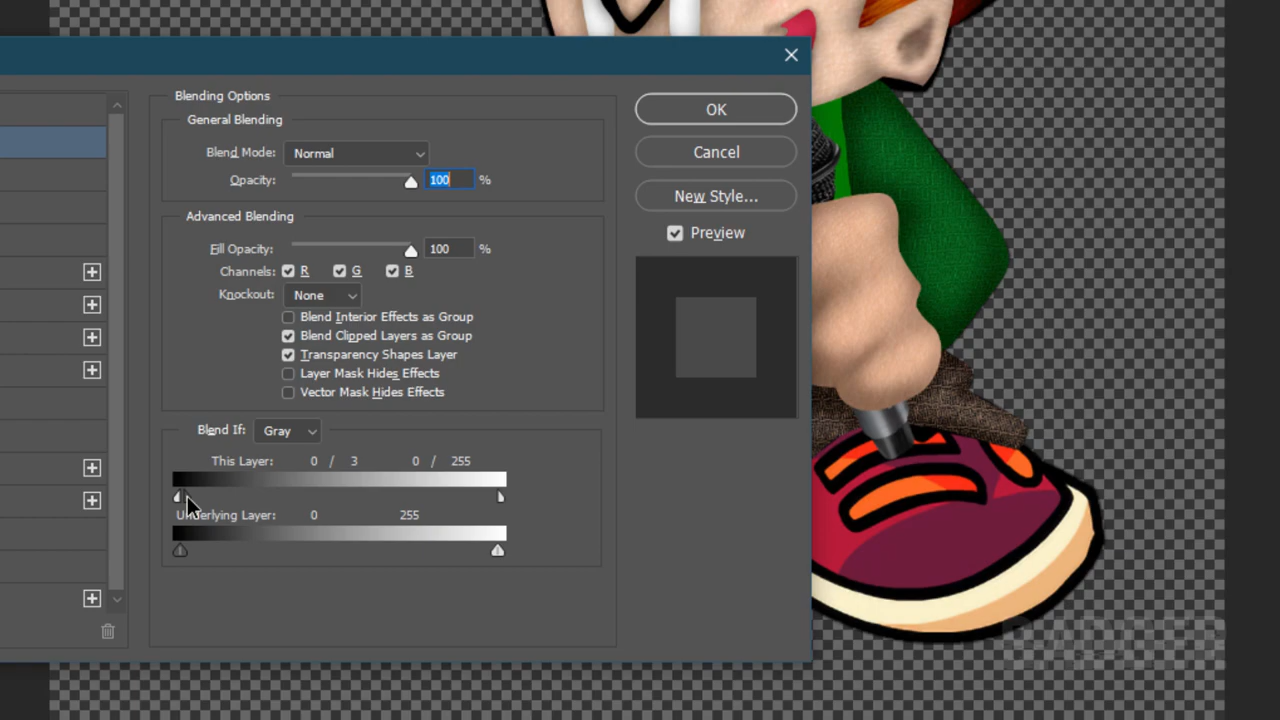 Blending Options
General Blending
Blend Mode: Normal
Opacity: 100 %
Advanced Blending
Fill Opacity: 100 %
Channels: R G B
Knockout: None
Blend Interior Effects as Group
Blend Clipped Layers as Group
Transparency Shapes Layer
Layer Mask Hides Effects
Vector Mask Hides Effects
Blend If: Gray
This Layer: 0 / 3 0 / 255
Underlying Layer: 0 255
OK
Cancel
New Style...
Preview